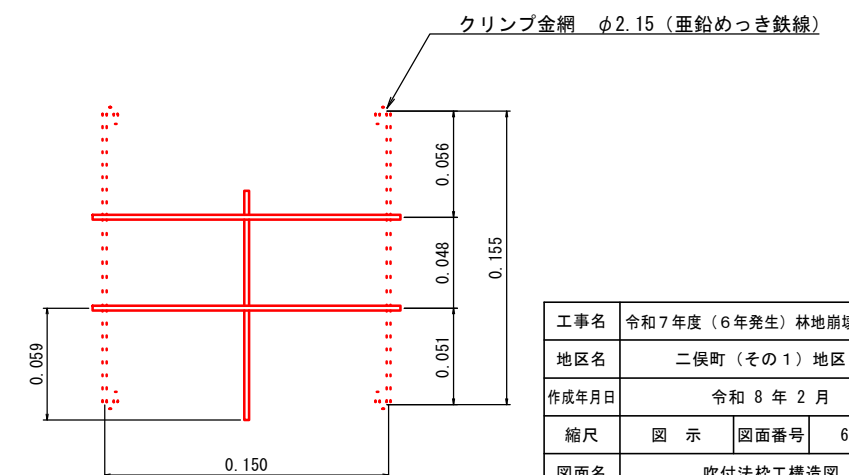 クリンプ金網 φ2.15（亜鉛めっき鉄線）
0.056
0.048
0.155
0.051
0.059
0.150
工事名 令和７年度（６年発生）林地崩
地区名 二俣町（その１）地区
作成年月日 令和 8 年 2 月
縮尺 図 示 図面番号 6
図面名 吹付法枠工構造図